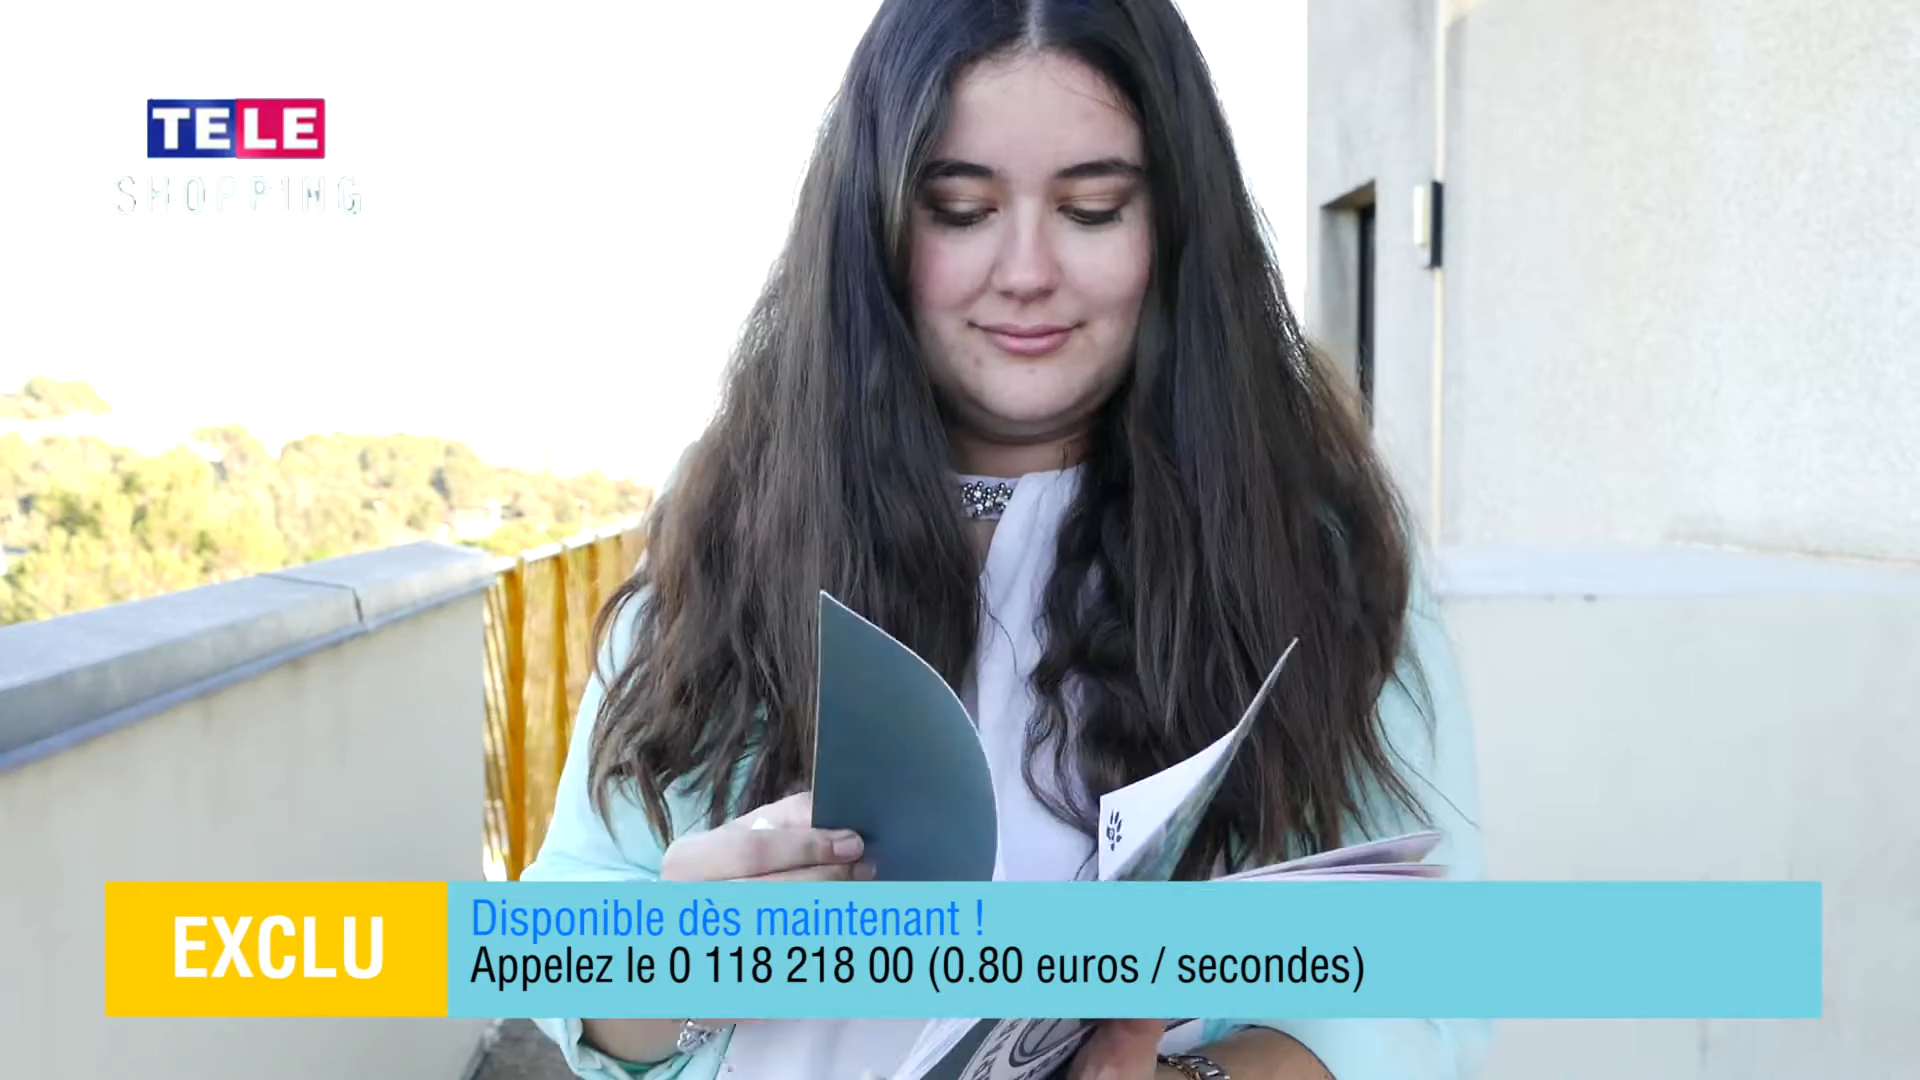 TELE
SHOPPING
EXCLU
Disponible dès maintenant !
Appelez le 0 118 218 00 (0.80 euros / secondes)